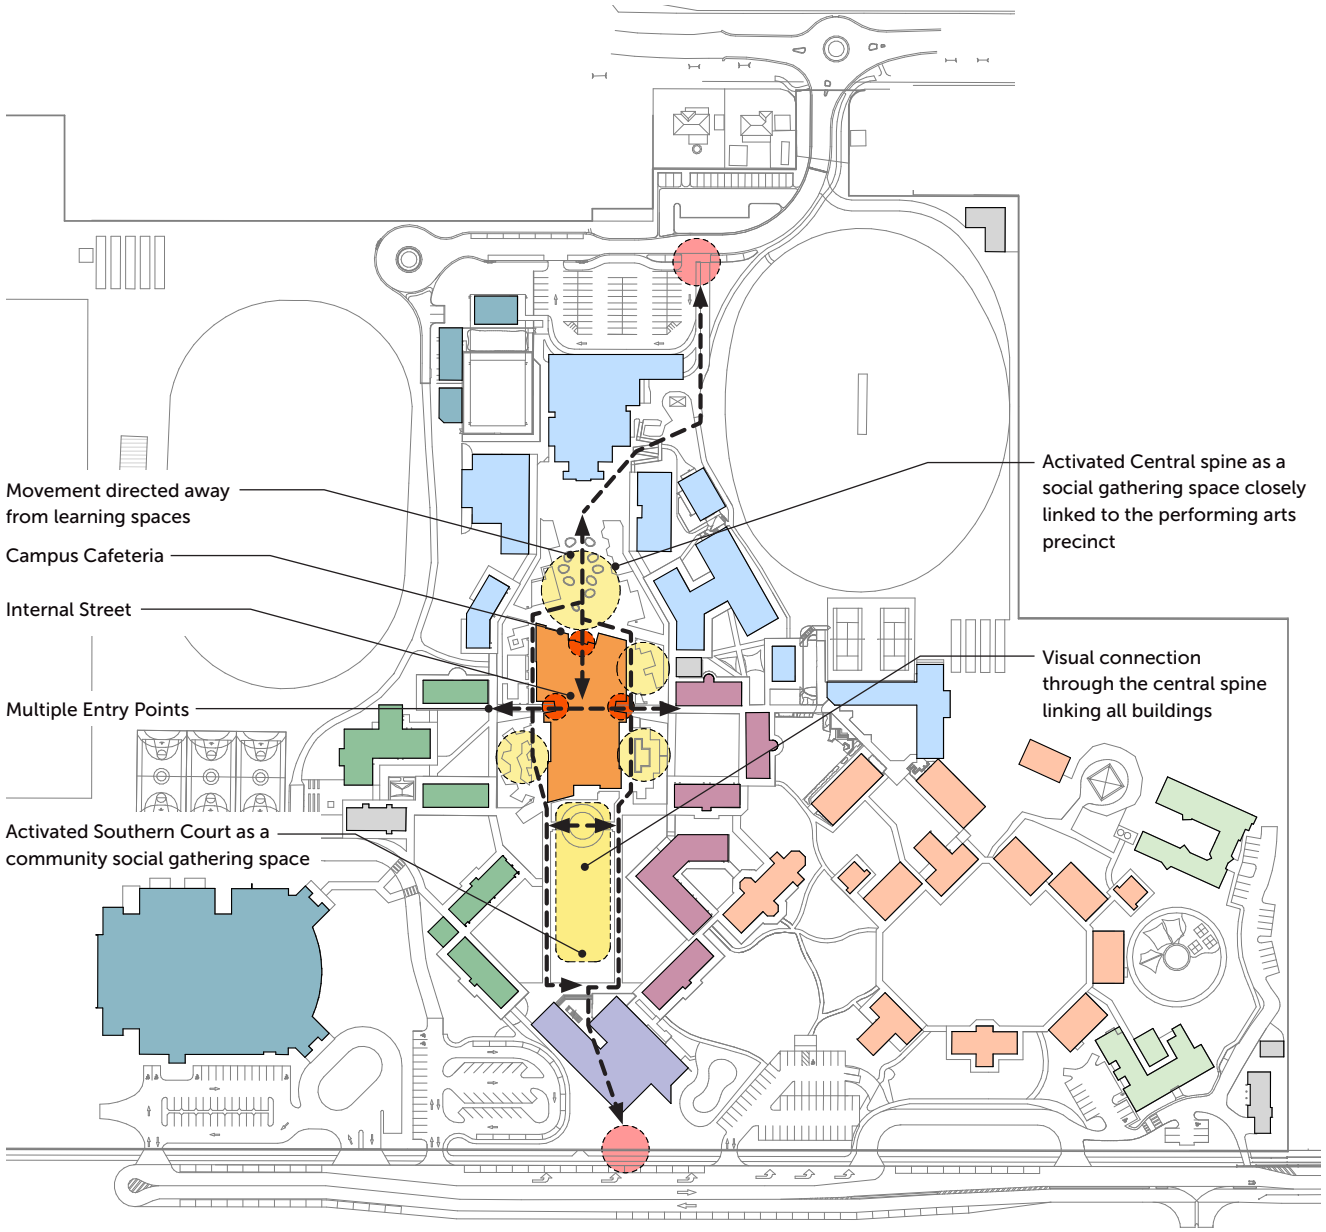 Movement directed away
from learning spaces
Campus Cafeteria
Internal Street
Multiple Entry Points
Activated Southern Court as a
community social gathering space
Activated Central spine as a
social gathering space closely
linked to the performing arts
precinct
Visual connection
through the central spine
linking all buildings